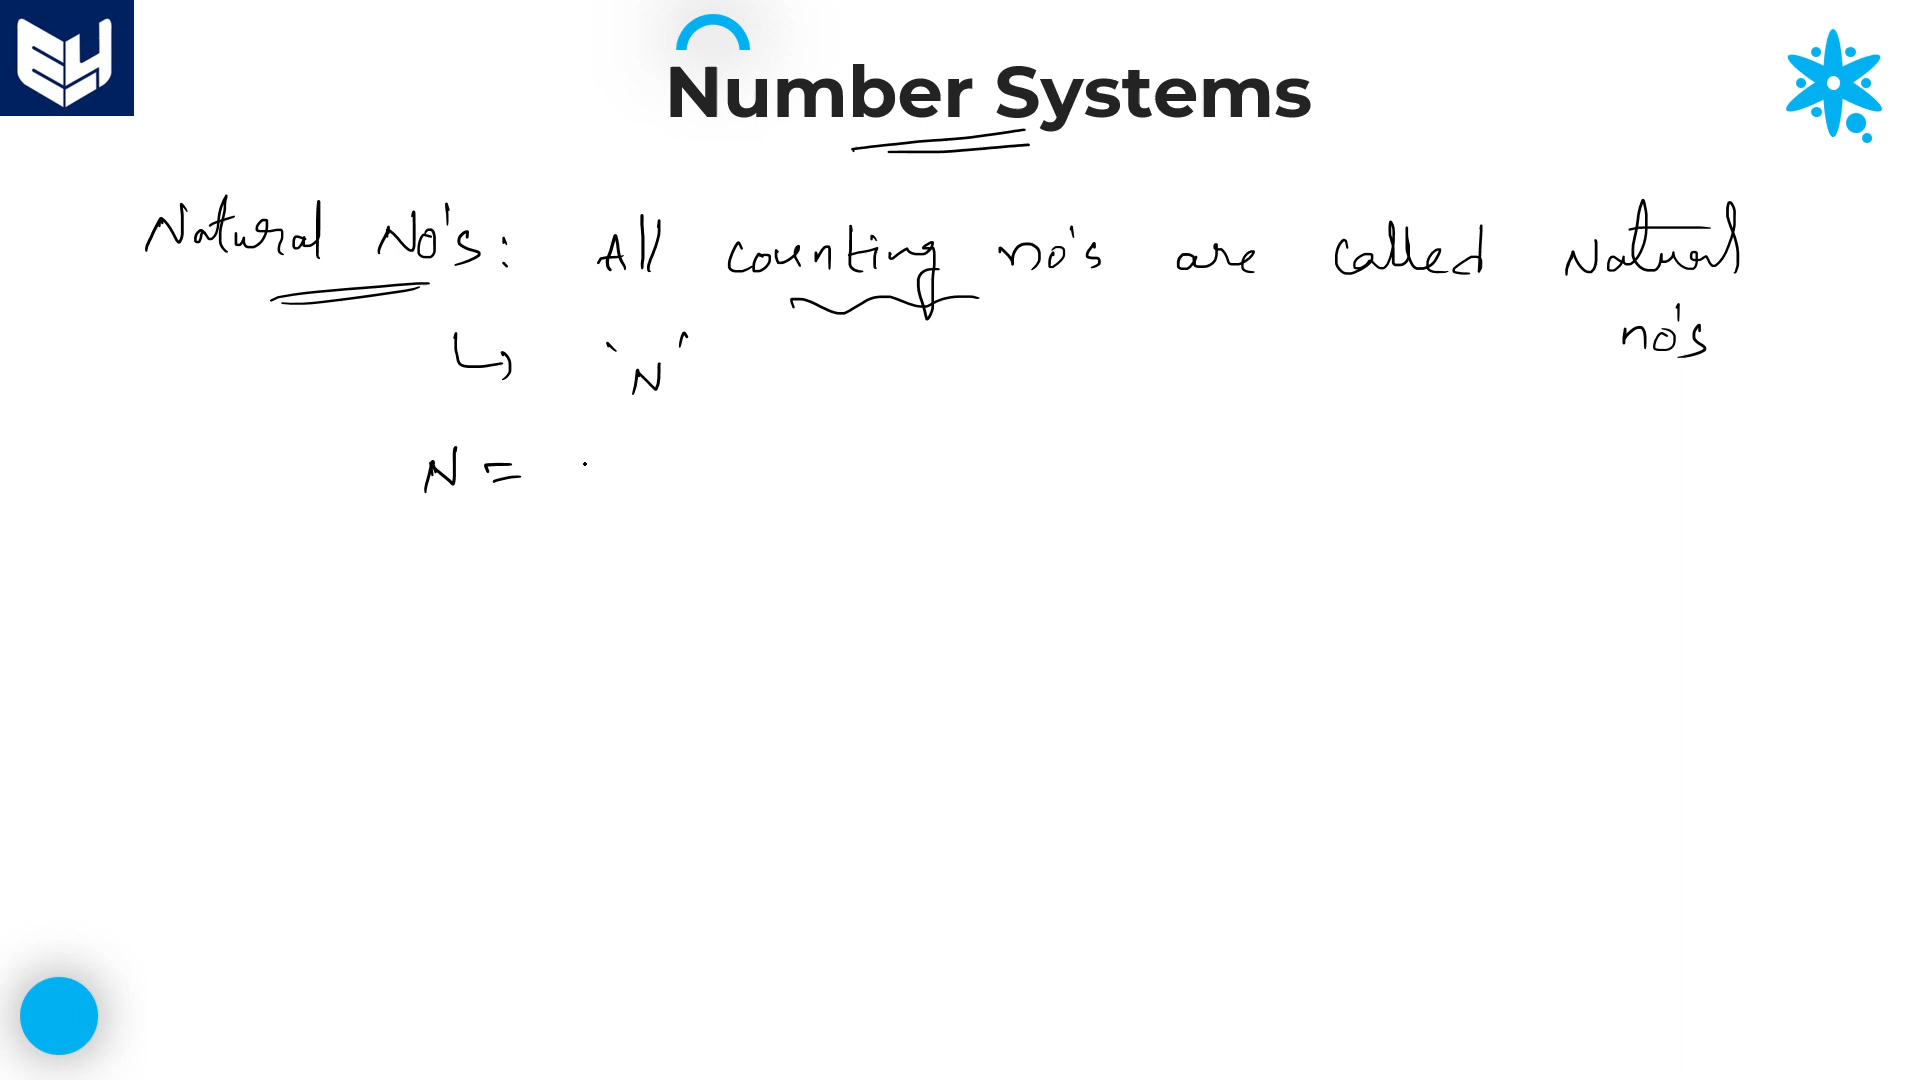 Number Systems
Natural No's: All counting no's are called Natural
no's
↳ 'N'
N =